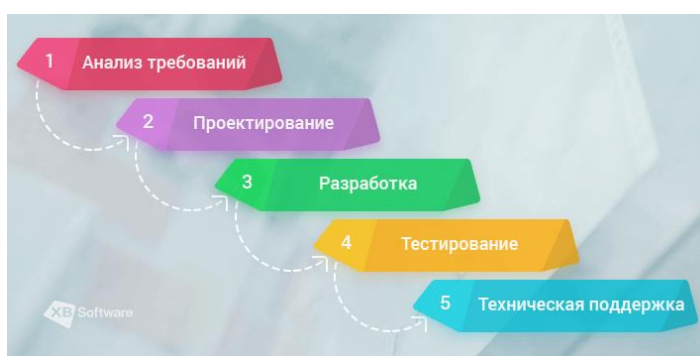 1 Анализ требований
2 Проектирование
3 Разработка
4 Тестирование
5 Техническая поддержка
XB Software